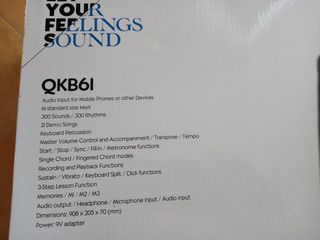 YOUR
FEELINGS
SOUND
QKB61
Audio Input for Mobile Phones or other Devices
61 standard size keys
300 Sounds / 300 Rhythms
21 Demo Songs
Keyboard Percussion
Master Volume Control and Accompaniment / Transpose / Tempo
Start / Stop / Sync / Fill-in / Metronome functions
Single Chord / Fingered Chord modes
Recording and Playback Functions
Sustain / Vibrato / Keyboard Split / Click functions
3-Step Lesson Function
Memories / M1 / M2 / M3
Audio output / Headphone / Microphone input / Audio input
Dimensions: 908 x 205 x 70 (mm)
Power: 9V adapter